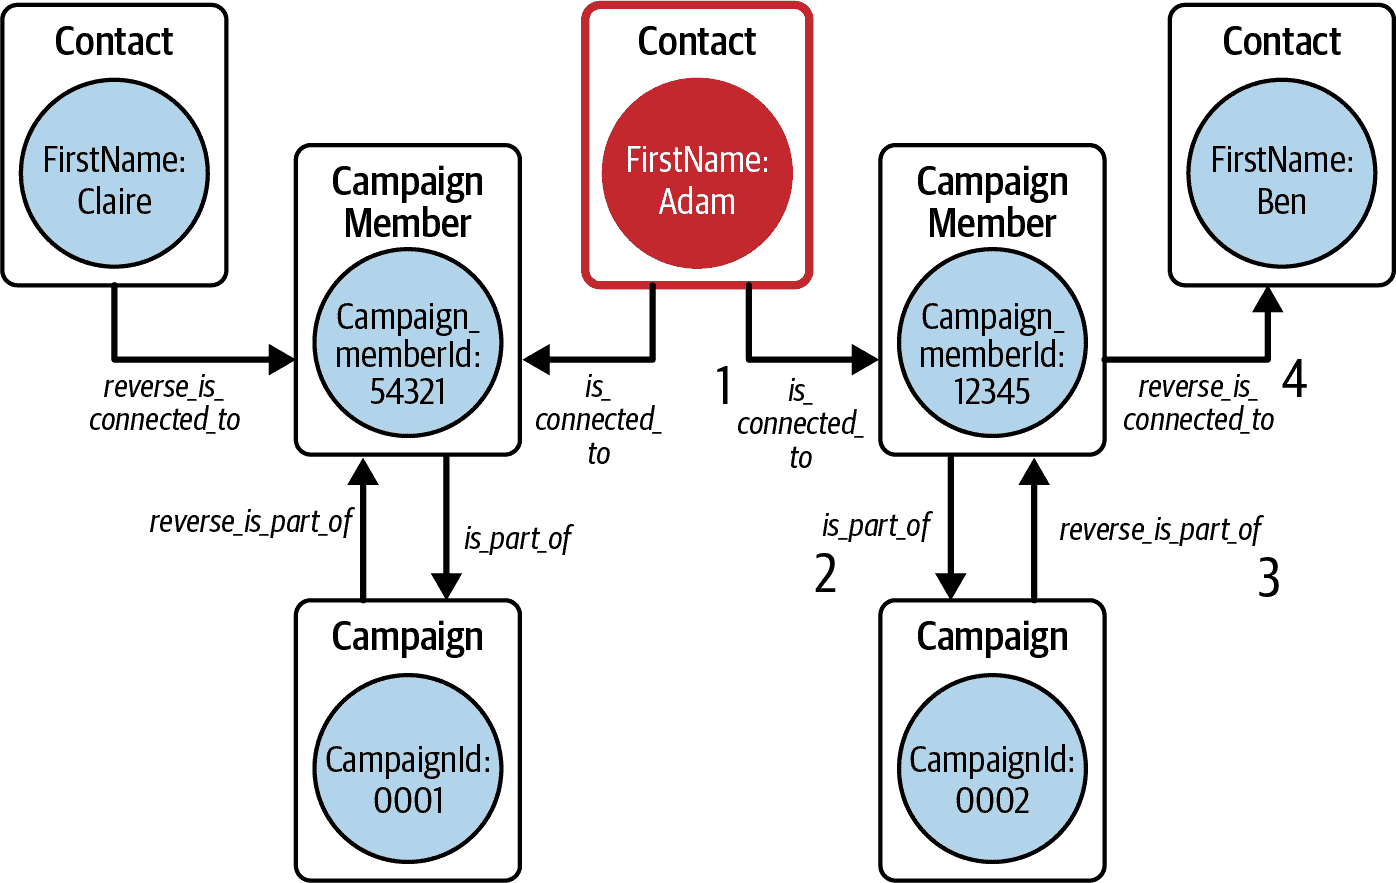 Contact
FirstName:
Claire
reverse_is_
connected_to
Campaign
Member
Campaign_
memberId:
54321
reverse_is_part_of
is_part_of
Campaign
CampaignId:
0001
Contact
FirstName:
Adam
is_
connected_
to
1
is_
connected_
to
Campaign
Member
Campaign_
memberId:
12345
is_part_of
2
reverse_is_part_of
3
Campaign
CampaignId:
0002
Contact
FirstName:
Ben
reverse_is_
connected_to
4